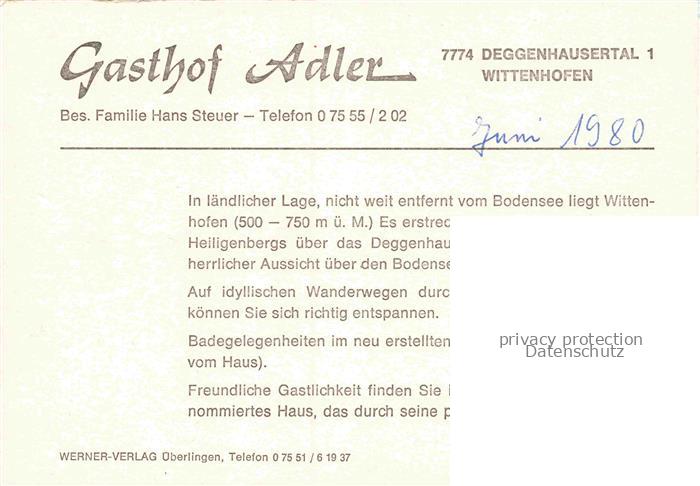 Gasthof Adler
7774 DEGGENHAUSERTAL 1
WITTENHOFEN
Bes. Familie Hans Steuer – Telefon 0 75 55 / 2 02
Juni 1980
In ländlicher Lage, nicht weit entfernt vom Bodensee liegt Witten-
hofen (500 – 750 m ü. M.) Es erstrec
Heiligenbergs über das Deggenhau
herrlicher Aussicht über den Bodense
Auf idyllischen Wanderwegen durc
können Sie sich richtig entspannen.
Badegelegenheiten im neu erstellten
vom Haus).
Freundliche Gastlichkeit finden Sie
nommiertes Haus, das durch seine p
privacy protection
Datenschutz
WERNER-VERLAG Überlingen, Telefon 0 75 51 / 6 19 37